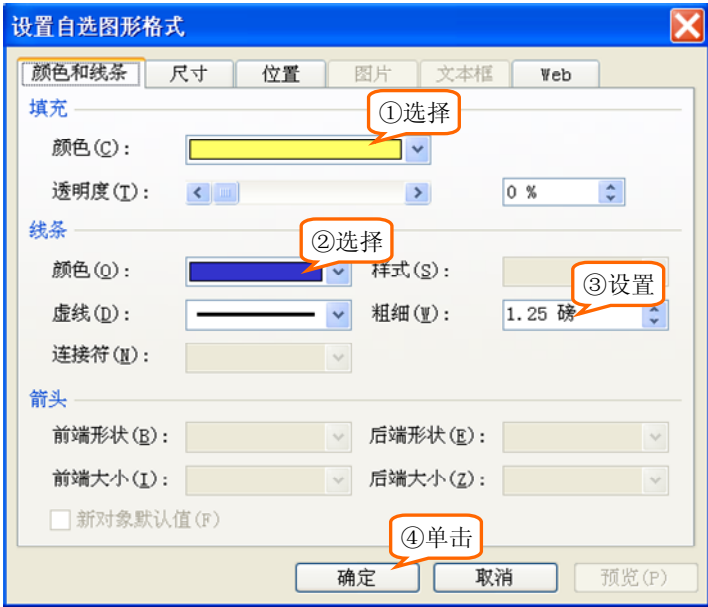 设置自选图形格式
颜色和线条 尺寸 位置 图片 文本框 Web
填充
①选择
颜色(C):
透明度(T): 0 %
线条
②选择
颜色(O): 样式(S):
③设置
虚线(D): 粗细(W): 1.25 磅
连接符(N):
箭头
前端形状(B): 后端形状(E):
前端大小(I): 后端大小(Z):
新对象默认值(F)
④单击
确定 取消 预览(P)